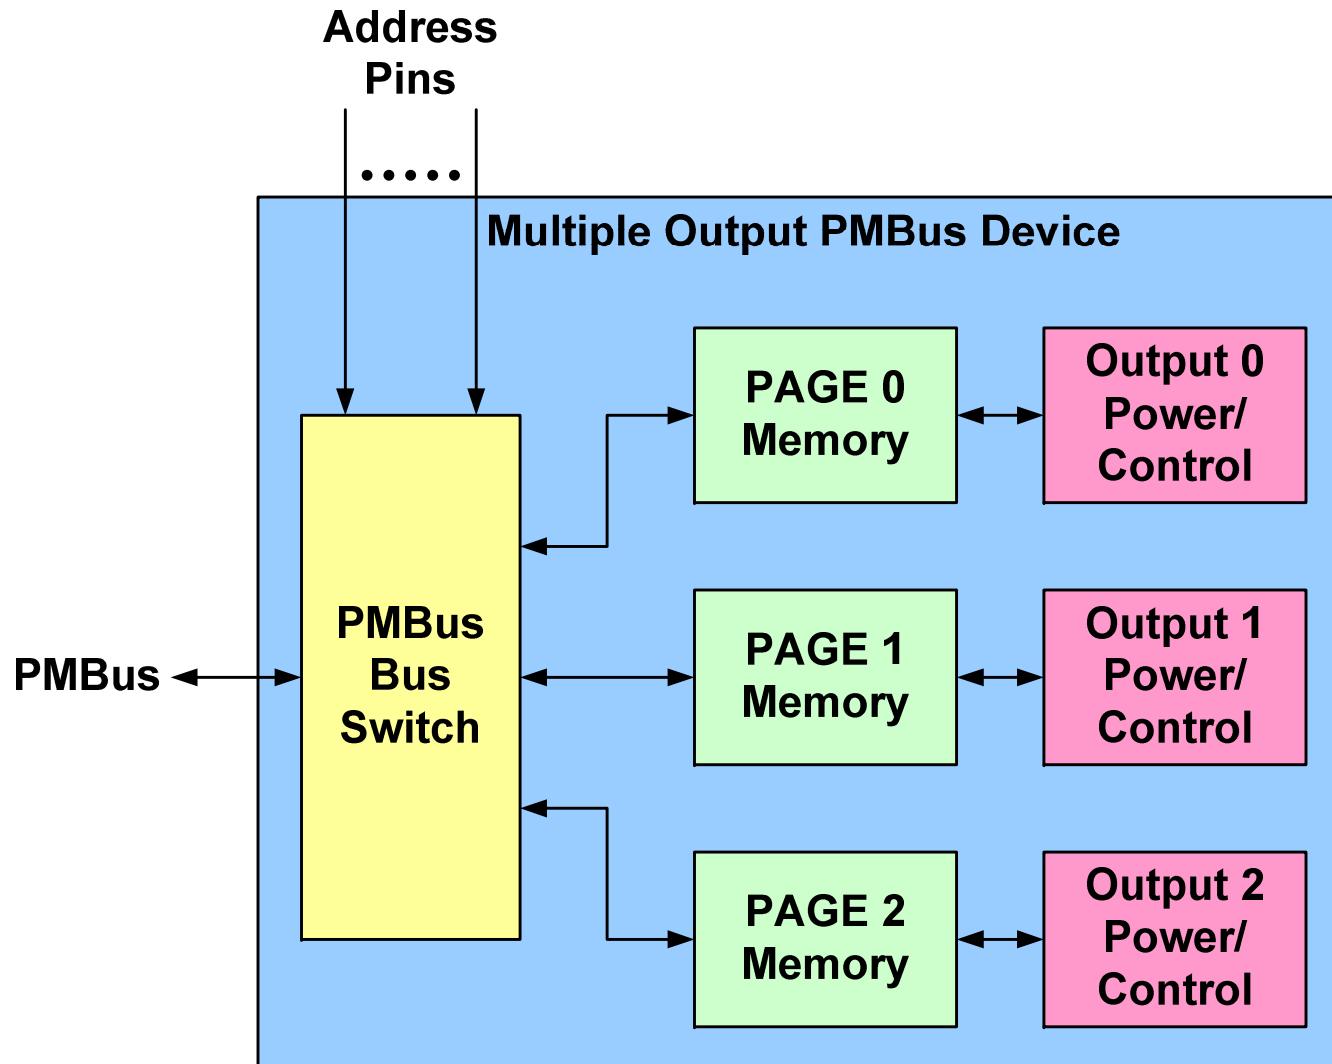 Address
Pins
Multiple Output PMBus Device
PAGE 0
Memory
Output 0
Power/
Control
PMBus
PMBus
Bus
Switch
PAGE 1
Memory
Output 1
Power/
Control
PAGE 2
Memory
Output 2
Power/
Control